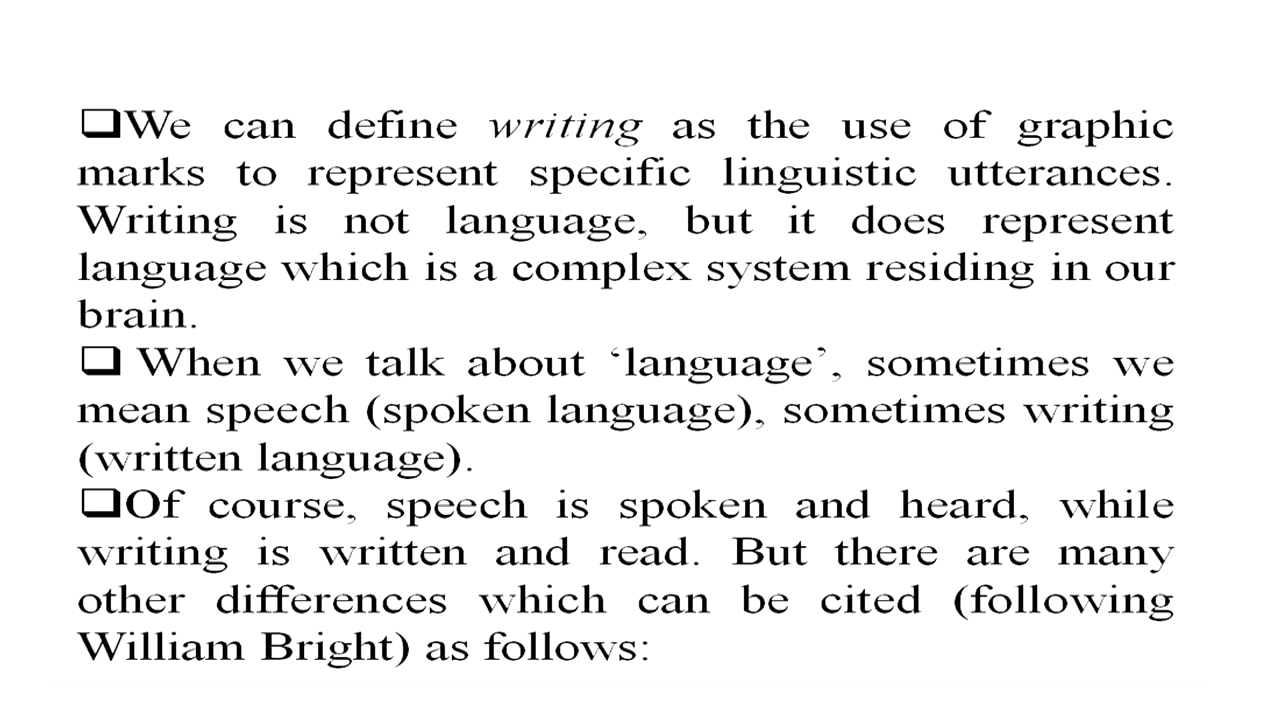 ❑We can define writing as the use of graphic
marks to represent specific linguistic utterances.
Writing is not language, but it does represent
language which is a complex system residing in our
brain.
❑ When we talk about ‘language’, sometimes we
mean speech (spoken language), sometimes writing
(written language).
❑Of course, speech is spoken and heard, while
writing is written and read. But there are many
other differences which can be cited (following
William Bright) as follows: